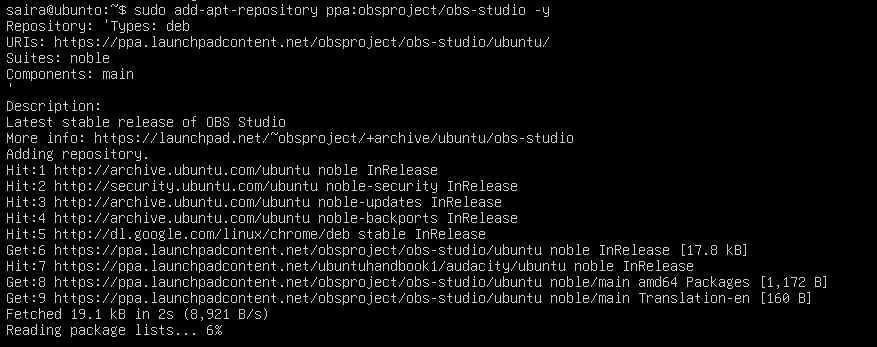 saira@ubunto:~$ sudo add-apt-repository ppa:obsproject/obs-studio -y
Repository: 'Types: deb
URIs: https://ppa.launchpadcontent.net/obsproject/obs-studio/ubuntu/
Suites: noble
Components: main
'
Description:
Latest stable release of OBS Studio
More info: https://launchpad.net/~obsproject/+archive/ubuntu/obs-studio
Adding repository.
Hit:1 http://archive.ubuntu.com/ubuntu noble InRelease
Hit:2 http://security.ubuntu.com/ubuntu noble-security InRelease
Hit:3 http://archive.ubuntu.com/ubuntu noble-updates InRelease
Hit:4 http://archive.ubuntu.com/ubuntu noble-backports InRelease
Hit:5 http://dl.google.com/linux/chrome/deb stable InRelease
Get:6 https://ppa.launchpadcontent.net/obsproject/obs-studio/ubuntu noble InRelease [17.8 kB]
Hit:7 https://ppa.launchpadcontent.net/ubuntuhandbook1/audacity/ubuntu noble InRelease
Get:8 https://ppa.launchpadcontent.net/obsproject/obs-studio/ubuntu noble/main amd64 Packages [1,172 B]
Get:9 https://ppa.launchpadcontent.net/obsproject/obs-studio/ubuntu noble/main Translation-en [160 B]
Fetched 19.1 kB in 2s (8,921 B/s)
Reading package lists... 6%